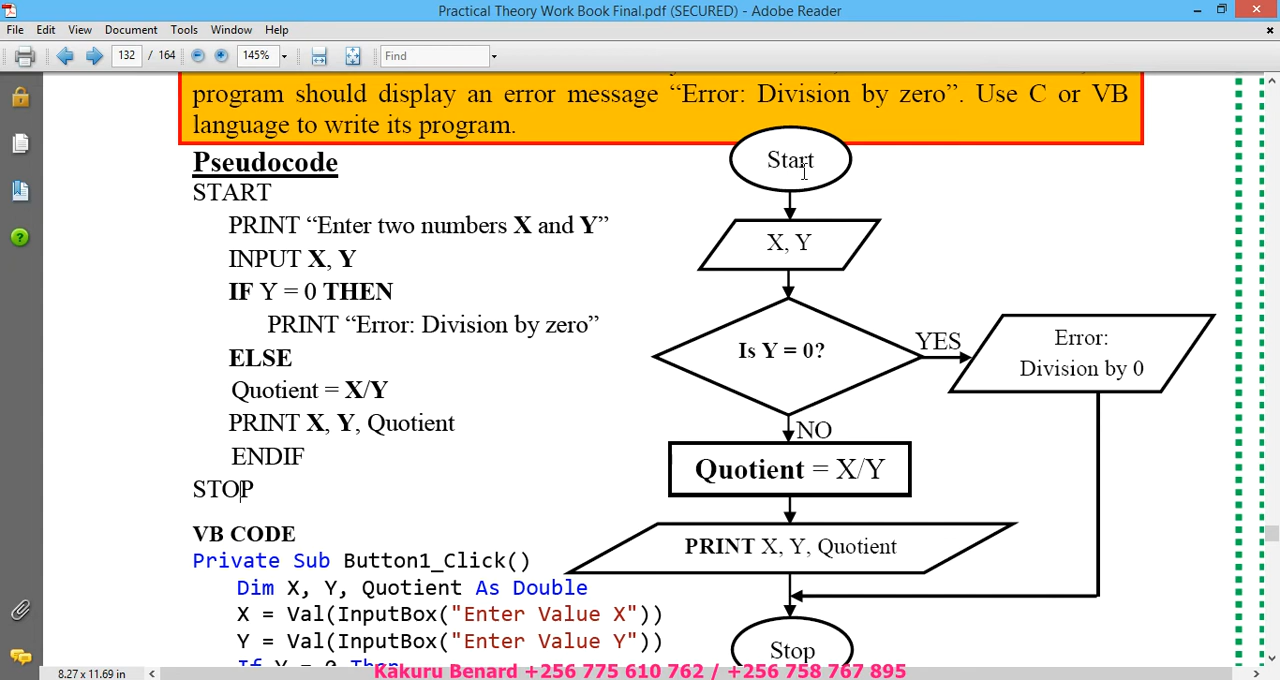 Practical Theory Work Book Final.pdf (SECURED) - Adobe Reader
File Edit View Document Tools Window Help
132 / 164 145% Find
program should display an error message “Error: Division by zero”. Use C or VB
language to write its program.
Pseudocode
START
PRINT “Enter two numbers X and Y”
INPUT X, Y
IF Y = 0 THEN
PRINT “Error: Division by zero”
ELSE
Quotient = X/Y
PRINT X, Y, Quotient
ENDIF
STOP
Start
X, Y
Is Y = 0?
YES
Error:
Division by 0
NO
Quotient = X/Y
PRINT X, Y, Quotient
Stop
VB CODE
Private Sub Button1_Click()
Dim X, Y, Quotient As Double
X = Val(InputBox("Enter Value X"))
Y = Val(InputBox("Enter Value Y"))
If Y = 0 Then
Kakuru Benard +256 775 610 762 / +256 758 767 895
8.27 x 11.69 in